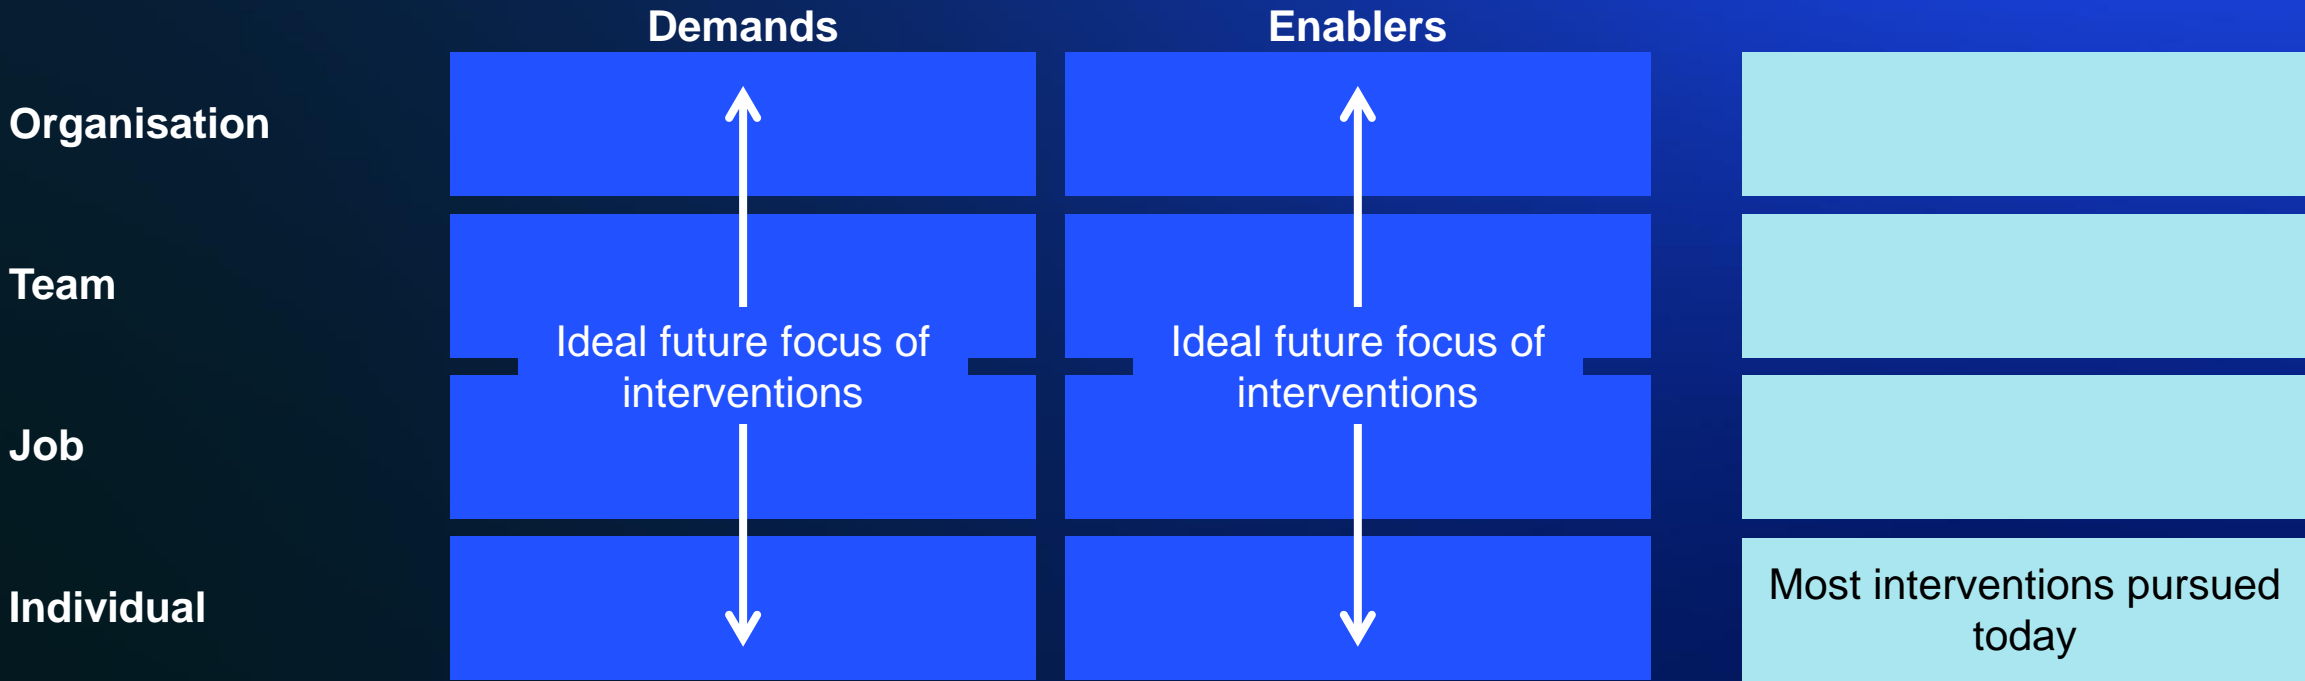 Demands
Enablers
Organisation
Team
Ideal future focus of
interventions
Ideal future focus of
interventions
Job
Individual
Most interventions pursued
today